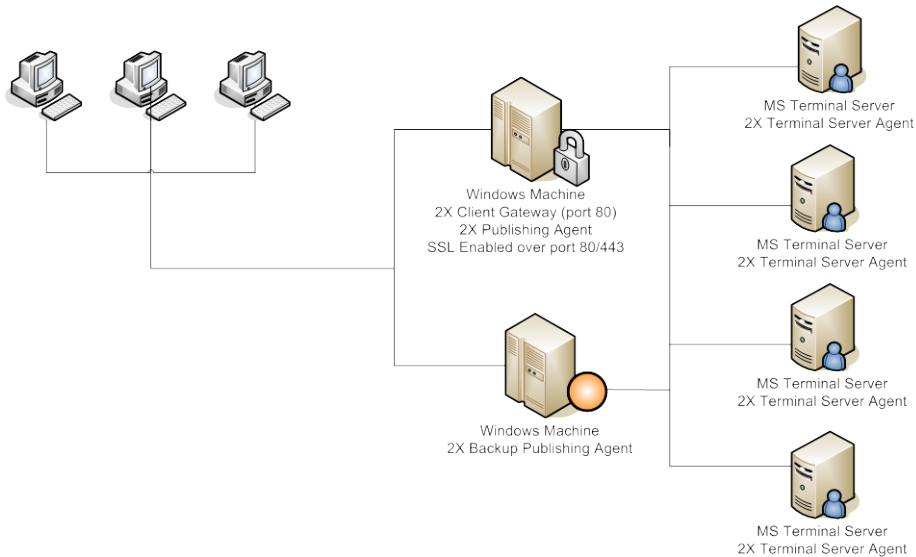 MS Terminal Server
2X Terminal Server Agent
Windows Machine
2X Client Gateway (port 80)
2X Publishing Agent
SSL Enabled over port 80/443
MS Terminal Server
2X Terminal Server Agent
MS Terminal Server
2X Terminal Server Agent
Windows Machine
2X Backup Publishing Agent
MS Terminal Server
2X Terminal Server Agent